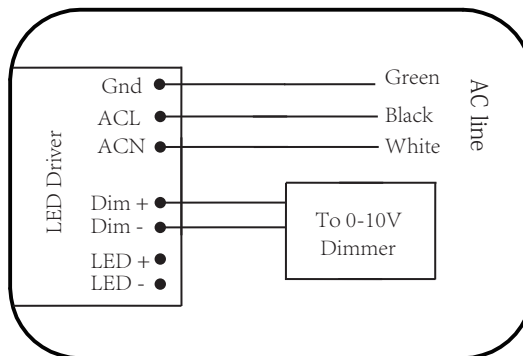 LED Driver
Gnd
ACL
ACN
Dim +
Dim -
LED +
LED -
Green
Black
White
AC line
To 0-10V
Dimmer